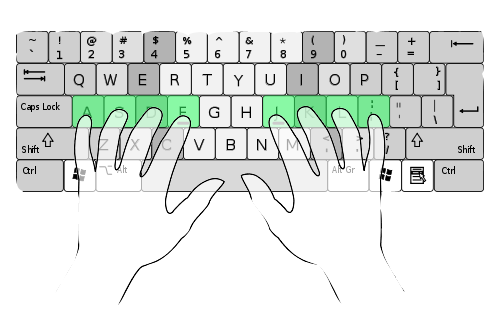 ~ ! @ # $ % ^ & * ( ) _ +
` 1 2 3 4 5 6 7 8 9 0 - =
Q W E R T Y U I O P { }
[ ]
Caps Lock A S D F G H J K L : " |
; ' \
Shift Z X C V B N M < > ? Shift
, . /
Ctrl Alt Alt Gr Ctrl